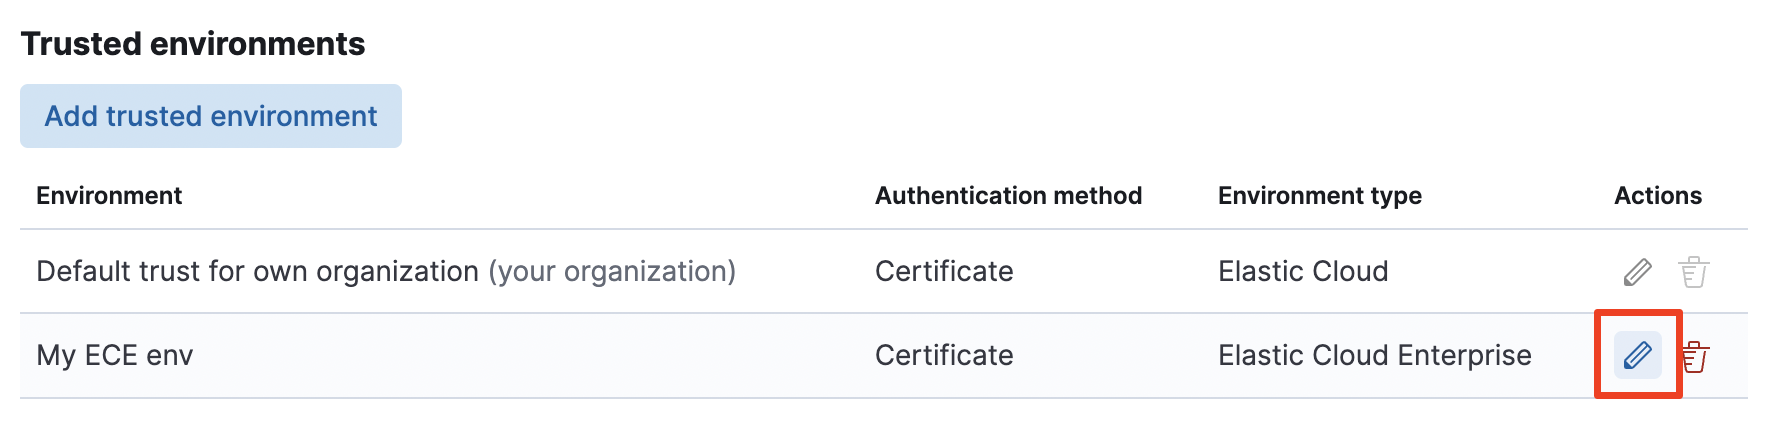 Trusted environments
Add trusted environment
Environment Authentication method Environment type Actions
Default trust for own organization (your organization) Certificate Elastic Cloud
My ECE env Certificate Elastic Cloud Enterprise